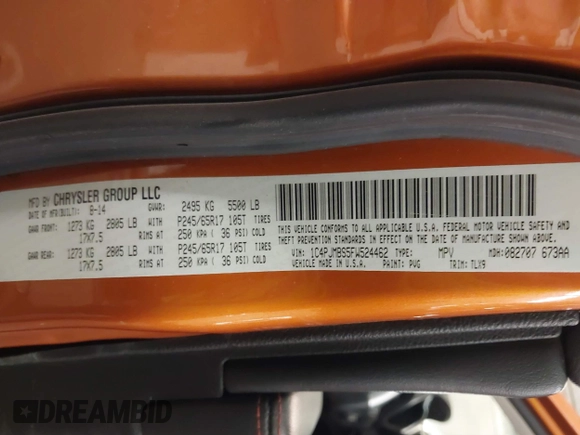 MFD BY CHRYSLER GROUP LLC
DATE OF MFR(BUILT): 8-14 GVWR: 2495 KG 5500 LB
GAWR FRONT: 1273 KG 2805 LB WITH P245/65R17 105T TIRES
17X7.5 RIMS AT 250 KPA ( 36 PSI) COLD
GAWR REAR: 1273 KG 2805 LB WITH P245/65R17 105T TIRES
17X7.5 RIMS AT 250 KPA ( 36 PSI) COLD
THIS VEHICLE CONFORMS TO ALL APPLICABLE U.S.A. FEDERAL MOTOR VEHICLE SAFETY AND
THEFT PREVENTION STANDARDS IN EFFECT ON THE DATE OF MANUFACTURE SHOWN ABOVE.
VIN: 1C4PJMBS5FW524462 TYPE: MPV MDH: 082707 673AA
VEHICLE MADE IN U.S.A. PAINT: PVG TRIM: TLX9
DREAMBID